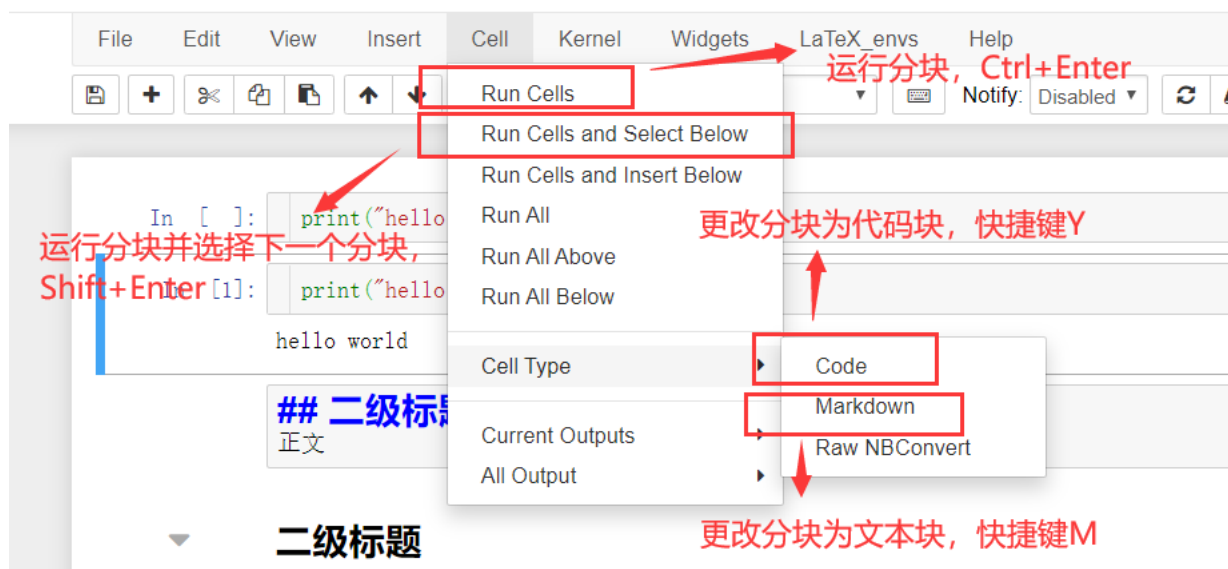 File Edit View Insert Cell Kernel Widgets LaTeX_envs Help
运行分块，Ctrl+Enter
Notify: Disabled
Run Cells
Run Cells and Select Below
Run Cells and Insert Below
Run All
Run All Above
Run All Below
Cell Type
Current Outputs
All Output
In [ ]: print("hello
运行分块并选择下一个分块，
Shift+Enter
In [1]: print("hello
hello world
更改分块为代码块，快捷键Y
Code
Markdown
Raw NBConvert
更改分块为文本块，快捷键M
## 二级标题
正文
二级标题